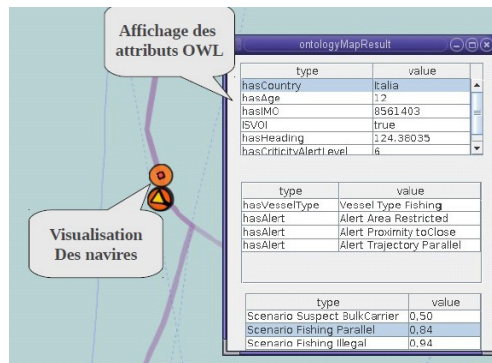 Affichage des
attributs OWL
ontologyMapResult
type value
hasCountry Italia
hasAge 12
hasIMO 8561403
ISVOI true
hasHeading 124.38035
hasCriticityAlertLevel 6
type value
hasVesselType Vessel Type Fishing
hasAlert Alert Area Restricted
hasAlert Alert Proximity toClose
hasAlert Alert Trajectory Parallel
Visualisation
Des navires
type value
Scenario Suspect BulkCarrier 0,50
Scenario Fishing Parallel 0,84
Scenario Fishing Illegal 0,94